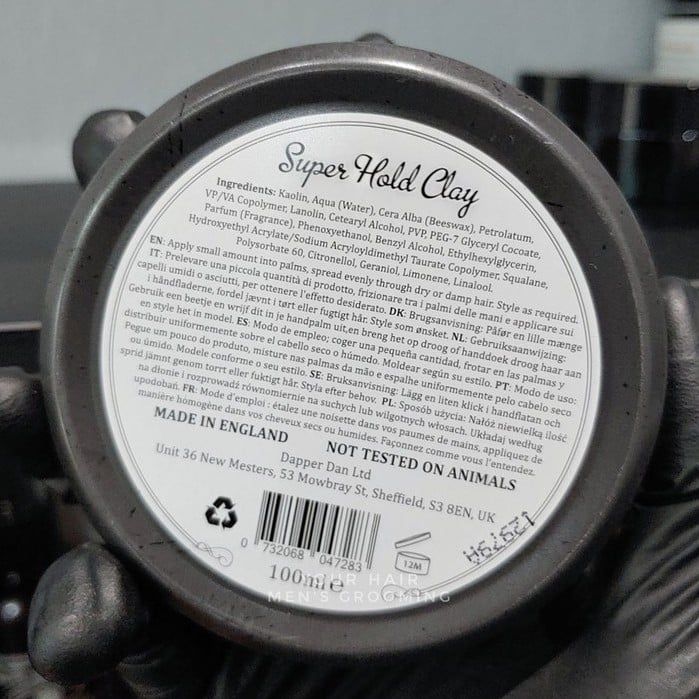 Super Hold Clay
Ingredients: Kaolin, Aqua (Water), Cera Alba (Beeswax), Petrolatum,
VP/VA Copolymer, Lanolin, Cetearyl Alcohol, PVP, PEG-7 Glyceryl Cocoate,
Parfum (Fragrance), Phenoxyethanol, Benzyl Alcohol, Ethylhexylglycerin,
Hydroxyethyl Acrylate/Sodium Acryloyldimethyl Taurate Copolymer, Squalane,
Polysorbate 60, Citronellol, Geraniol, Limonene, Linalool.
EN: Apply small amount into palms, spread evenly through dry or damp hair. Style as required.
IT: Prelevare una piccola quantità di prodotto, frizionare tra i palmi delle mani e applicare sui
capelli umidi o asciutti, per ottenere l'effetto desiderato. DK: Brugsanvisning: Påfør en lille mænge
i håndfladerne, fordel jævnt i tørt eller fugtigt hår. Style som ønsket. NL: Gebruiksaanwijzing:
Gebruik een beetje en wrijf dit in je handpalm uit,en breng het op droog of handdoek droog haar aan
en style het in model. ES: Modo de empleo; coger una pequeña cantidad, frotar en las palmas y
distribuir uniformemente sobre el cabello seco o húmedo. Moldear según su estilo. PT: Modo de uso:
Pegue um pouco do produto, misture nas palmas da mão e espalhe uniformemente pelo cabelo seco
ou úmido. Modele conforme o seu estilo. SE: Bruksanvisning: Lägg en liten klick i handflatan och
sprid jämnt genom torrt eller fuktigt hår. Styla efter behov. PL: Sposób użycia: Nałóż niewielką ilość
na dłonie i rozprowadź równomiernie na suchych lub wilgotnych włosach. Układaj według
upodobań. FR: Mode d'emploi : étalez une noisette dans vos paumes de mains, appliquez de
manière homogène dans vos cheveux secs ou humides. Façonnez comme vous l'entendez.
MADE IN ENGLAND NOT TESTED ON ANIMALS
Dapper Dan Ltd
Unit 36 New Mesters, 53 Mowbray St, Sheffield, S3 8EN, UK
0 732068 047283
12M
100ml e
HAIR
MEN'S GROOMING